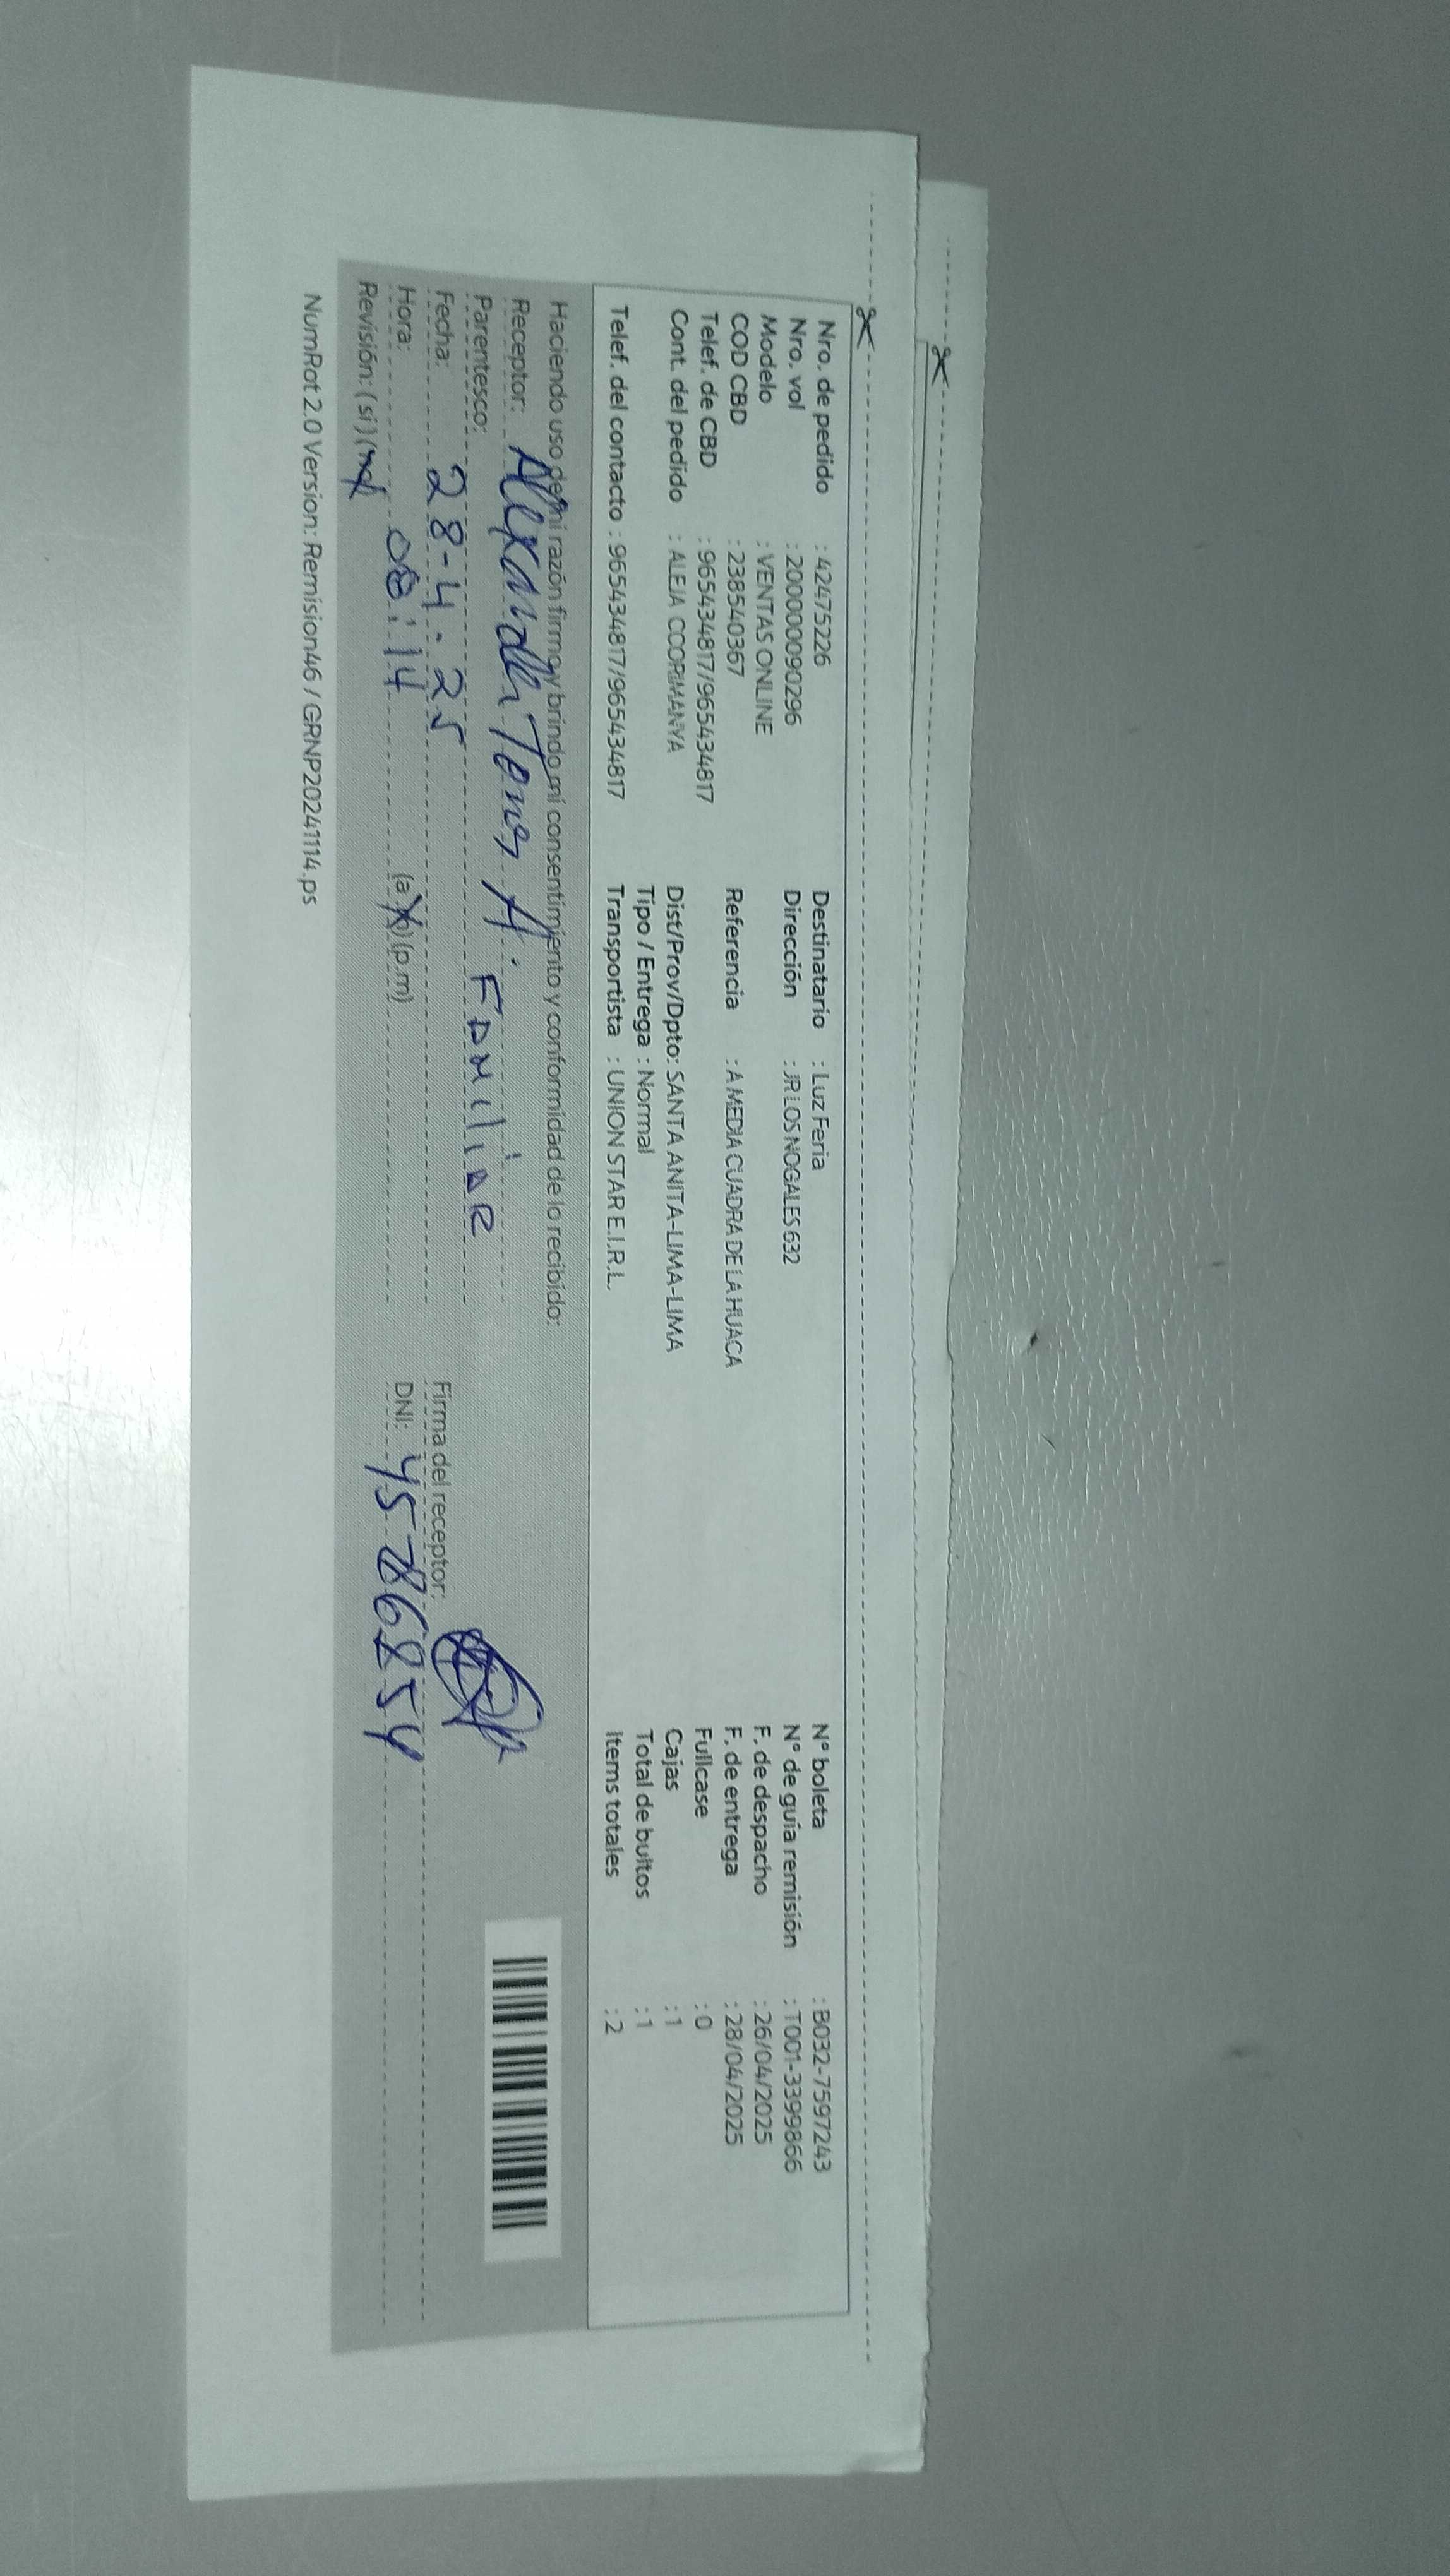 Nro. de pedido : 42475226 Destinatario : Luz Feria N° boleta : B032-7597243
Nro. vol : 2000000090296 Dirección : JR LOS NOGALES 632 N° de guía remisión : T001-3399866
Modelo : VENTAS ONLINE F. de despacho : 26/04/2025
COD CBD : 238540367 Referencia : A MEDIA CUADRA DE LA HUACA F. de entrega : 28/04/2025
Telef. de CBD : 965434817/965434817 Fullcase : 0
Cont. del pedido : ALEJA CCORIMANYA Dist/Prov/Dpto: SANTA ANITA-LIMA-LIMA Cajas : 1
Tipo / Entrega : Normal Total de bultos : 1
Telef. del contacto : 965434817/965434817 Transportista : UNION STAR E.I.R.L. Items totales : 2
Haciendo uso de mi razón firmo y brindo mi consentimiento y conformidad de lo recibido:
Receptor:
Parentesco: Familiar
Fecha: 28-4-25 Firma del receptor:
Hora: 08:14 (a.m) (p.m) DNI: 45786854
Revisión: (si) (no)
NumRot 2.0 Version: Remision46 / GRNP20241114.ps